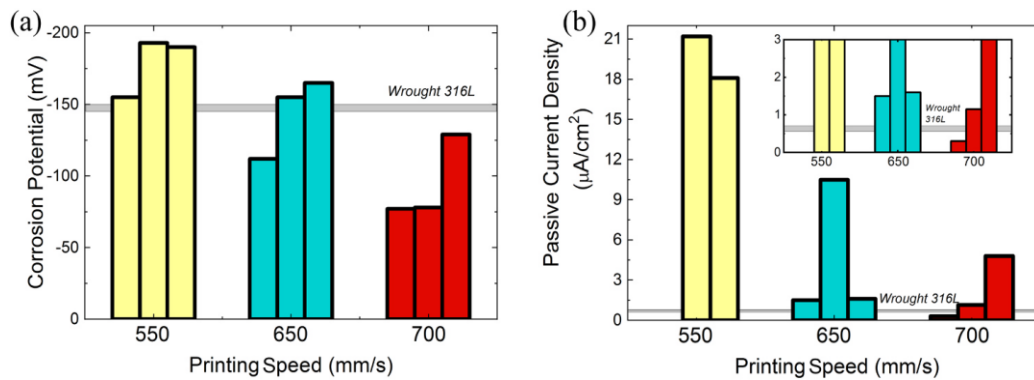 (a)
Corrosion Potential (mV)
-200
-150
-100
-50
0
Wrought 316L
550
650
700
Printing Speed (mm/s)
(b)
Passive Current Density
(μA/cm²)
21
18
15
12
9
6
3
0
3
2
1
0
Wrought
316L
550
650
700
Wrought 316L
550
650
700
Printing Speed (mm/s)